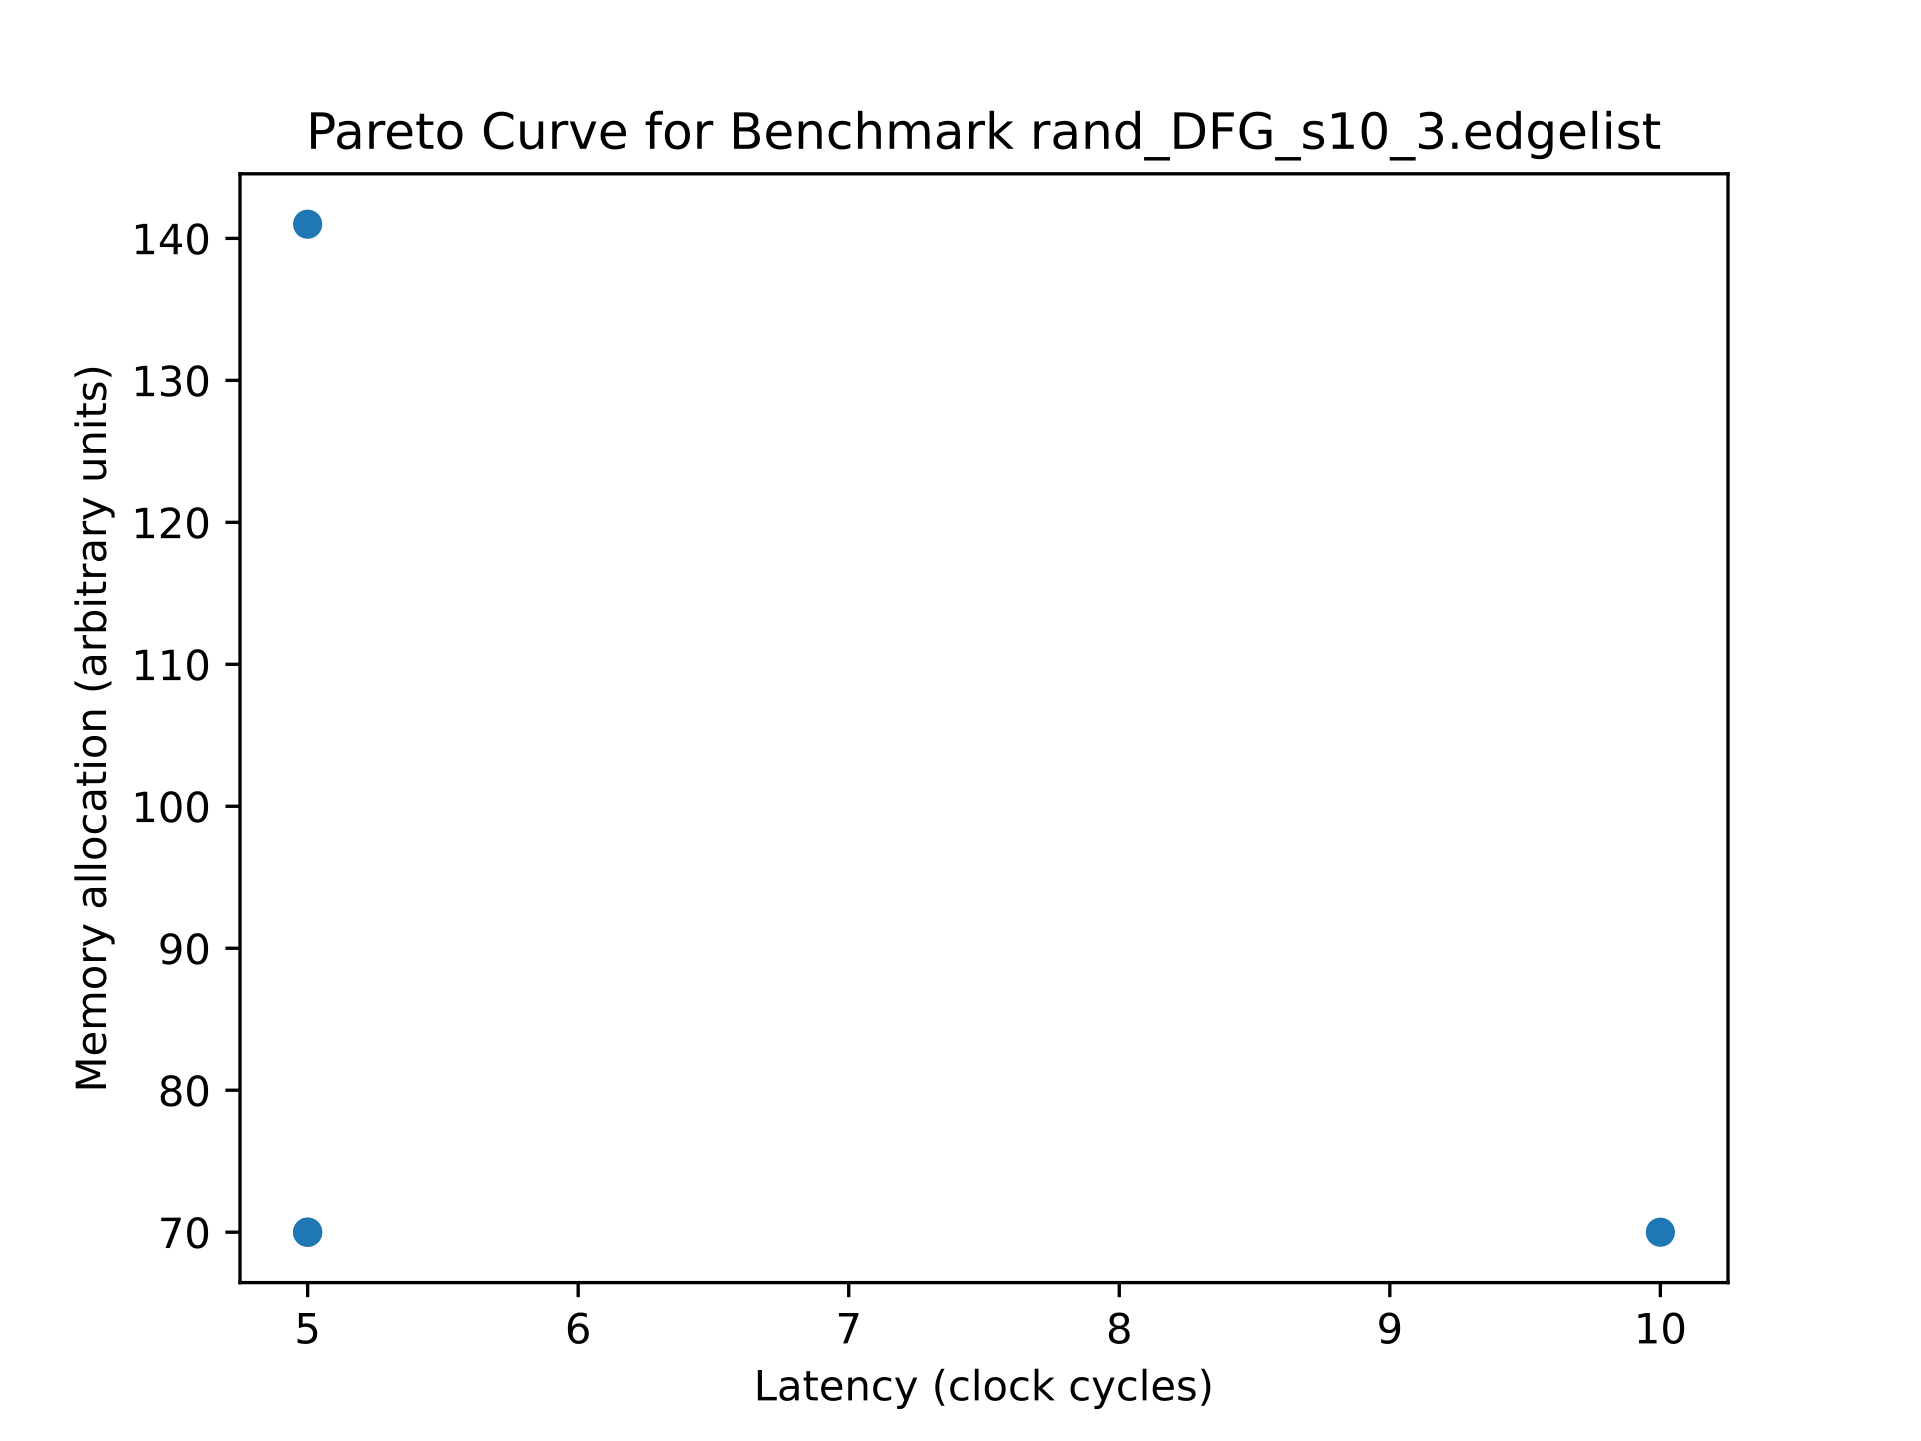 Pareto Curve for Benchmark rand_DFG_s10_3.edgelist
Memory allocation (arbitrary units)
140
130
120
110
100
90
80
70
5 6 7 8 9 10
Latency (clock cycles)